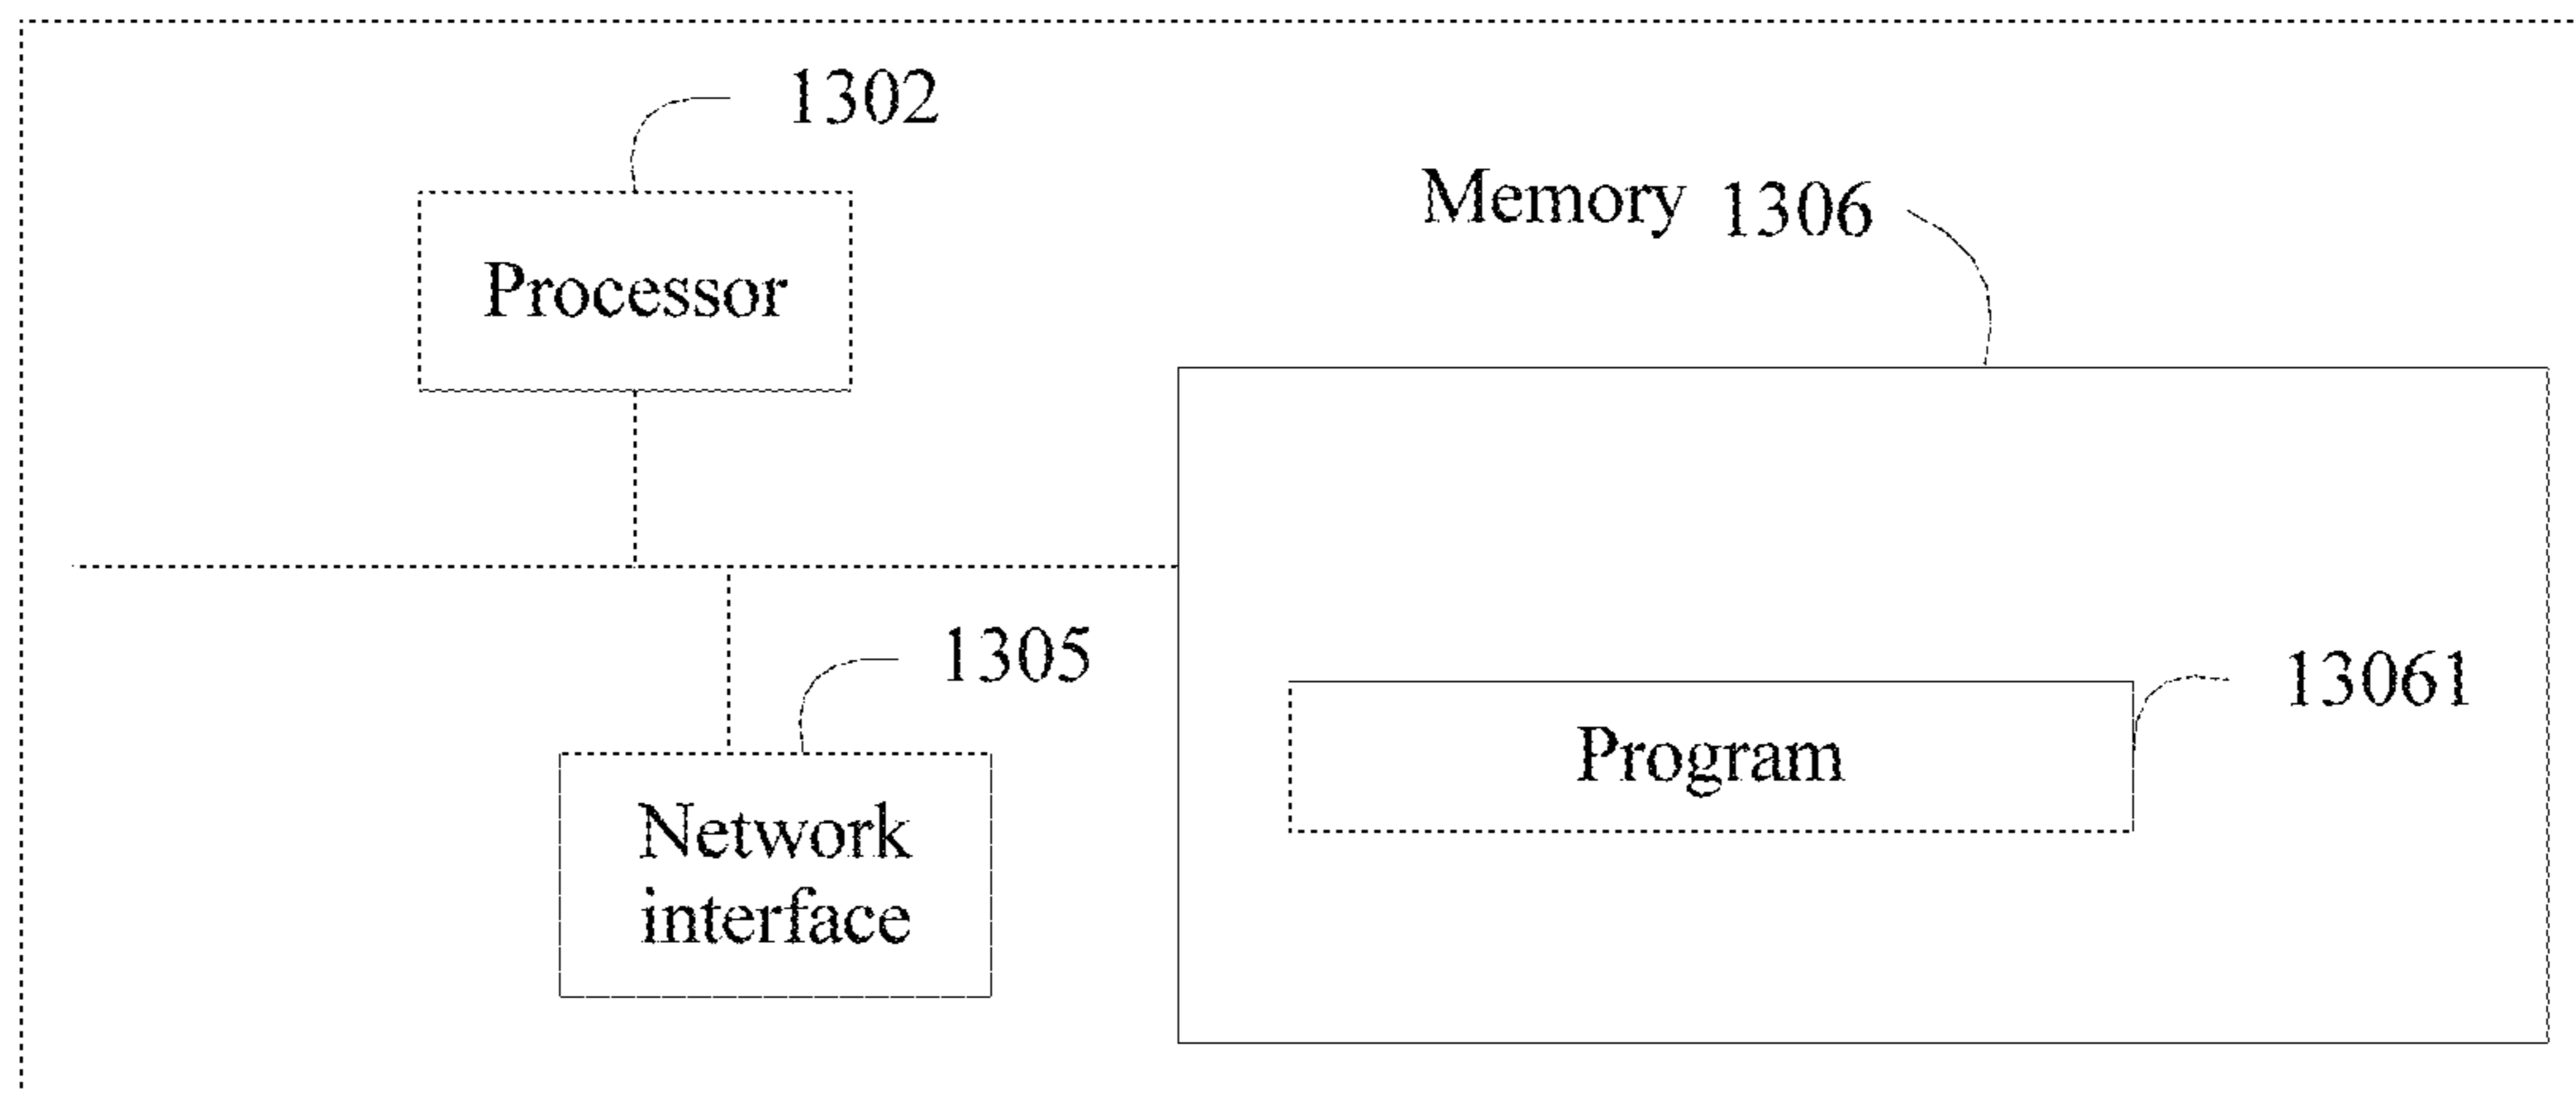 1302
Processor
Memory 1306
1305
Network
interface
13061
Program